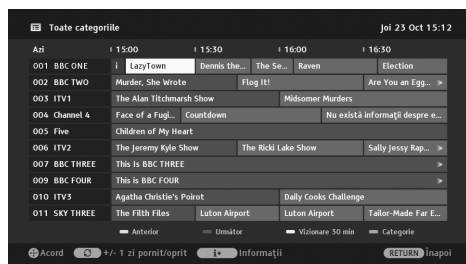 Toate categoriile Joi 23 Oct 15:12
Azi 15:00 15:30 16:00 16:30
001 BBC ONE i LazyTown Dennis the... The Se... Raven Election
002 BBC TWO Murder, She Wrote Flog It! Are You an Egg...
003 ITV1 The Alan Titchmarsh Show Midsomer Murders
004 Channel 4 Face of a Fugi... Countdown Nu există informaţii despre e...
005 Five Children of My Heart
006 ITV2 The Jeremy Kyle Show The Ricki Lake Show Sally Jessy Rap...
007 BBC THREE This Is BBC THREE
009 BBC FOUR This is BBC FOUR
010 ITV3 Agatha Christie's Poirot Daily Cooks Challenge
011 SKY THREE The Filth Files Luton Airport Luton Airport Tailor-Made Far E...
Anterior Următor Vizionare 30 min Categorie
Acord +/- 1 zi pornit/oprit i+ Informaţii RETURN Înapoi